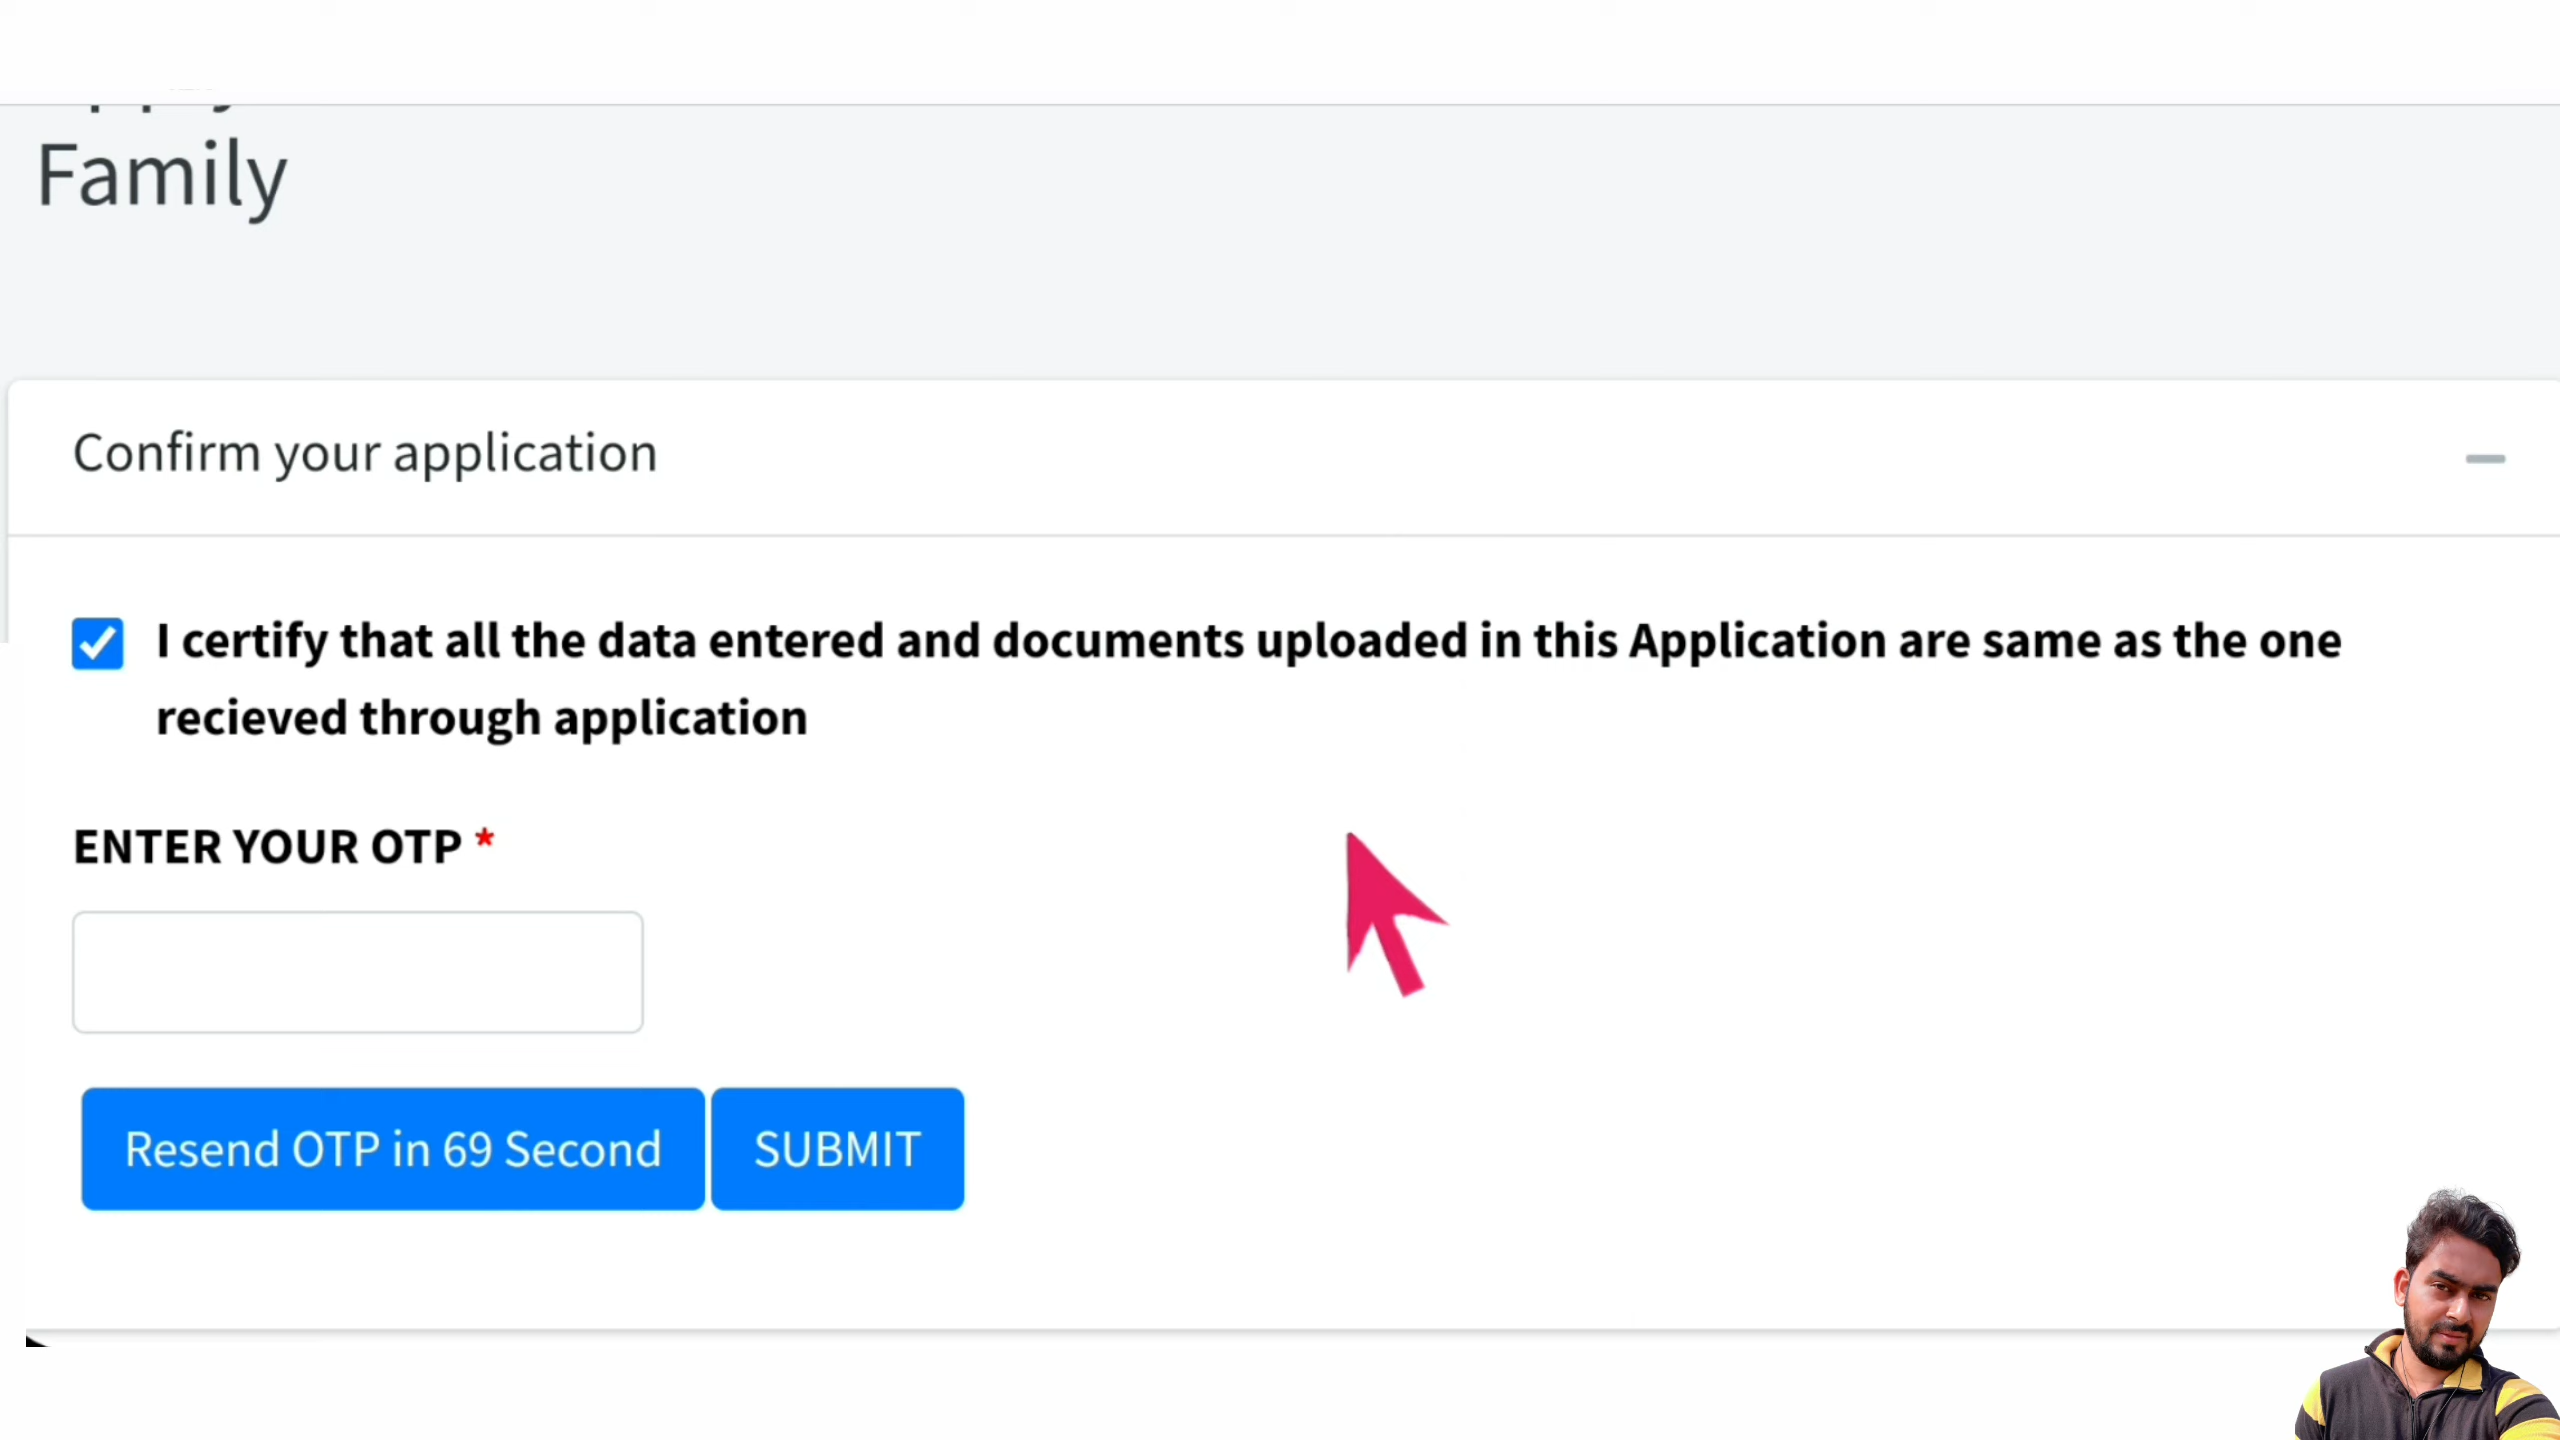 Family
Confirm your application
I certify that all the data entered and documents uploaded in this Application are same as the one
recieved through application
ENTER YOUR OTP *
Resend OTP in 69 Second
SUBMIT